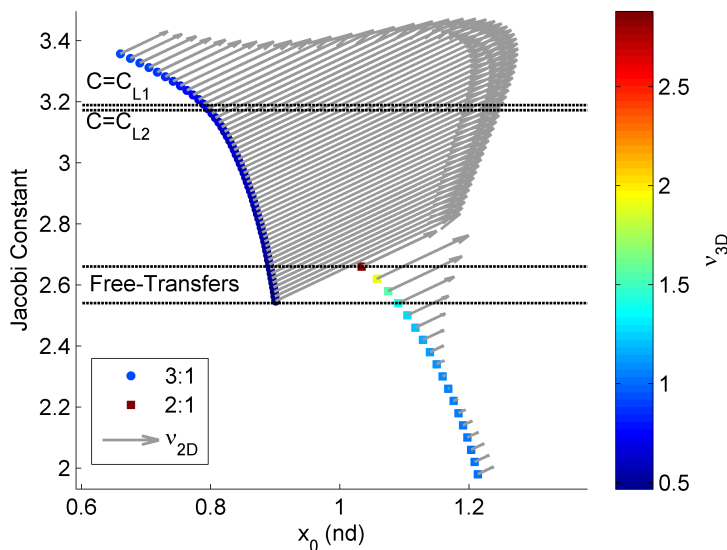 3.4
3.2
3
2.8
2.6
2.4
2.2
2
Jacobi Constant
C=C_L1
C=C_L2
Free-Transfers
3:1
2:1
ν_2D
0.6
0.8
1
1.2
x_0 (nd)
2.5
2
1.5
1
0.5
ν_3D